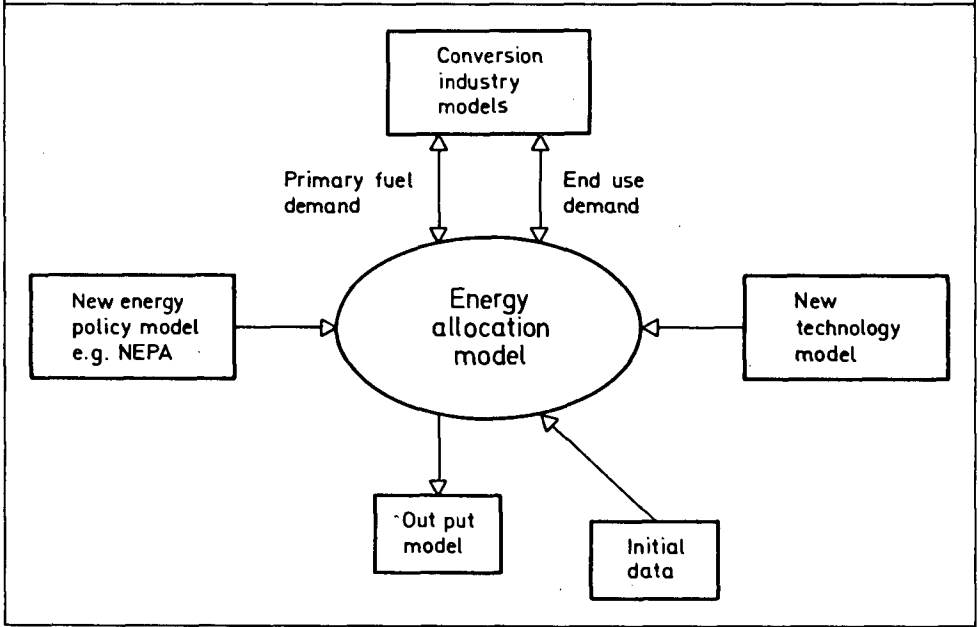 Conversion
industry
models
Primary fuel
demand
End use
demand
New energy
policy model
e.g. NEPA
Energy
allocation
model
New
technology
model
Out put
model
Initial
data